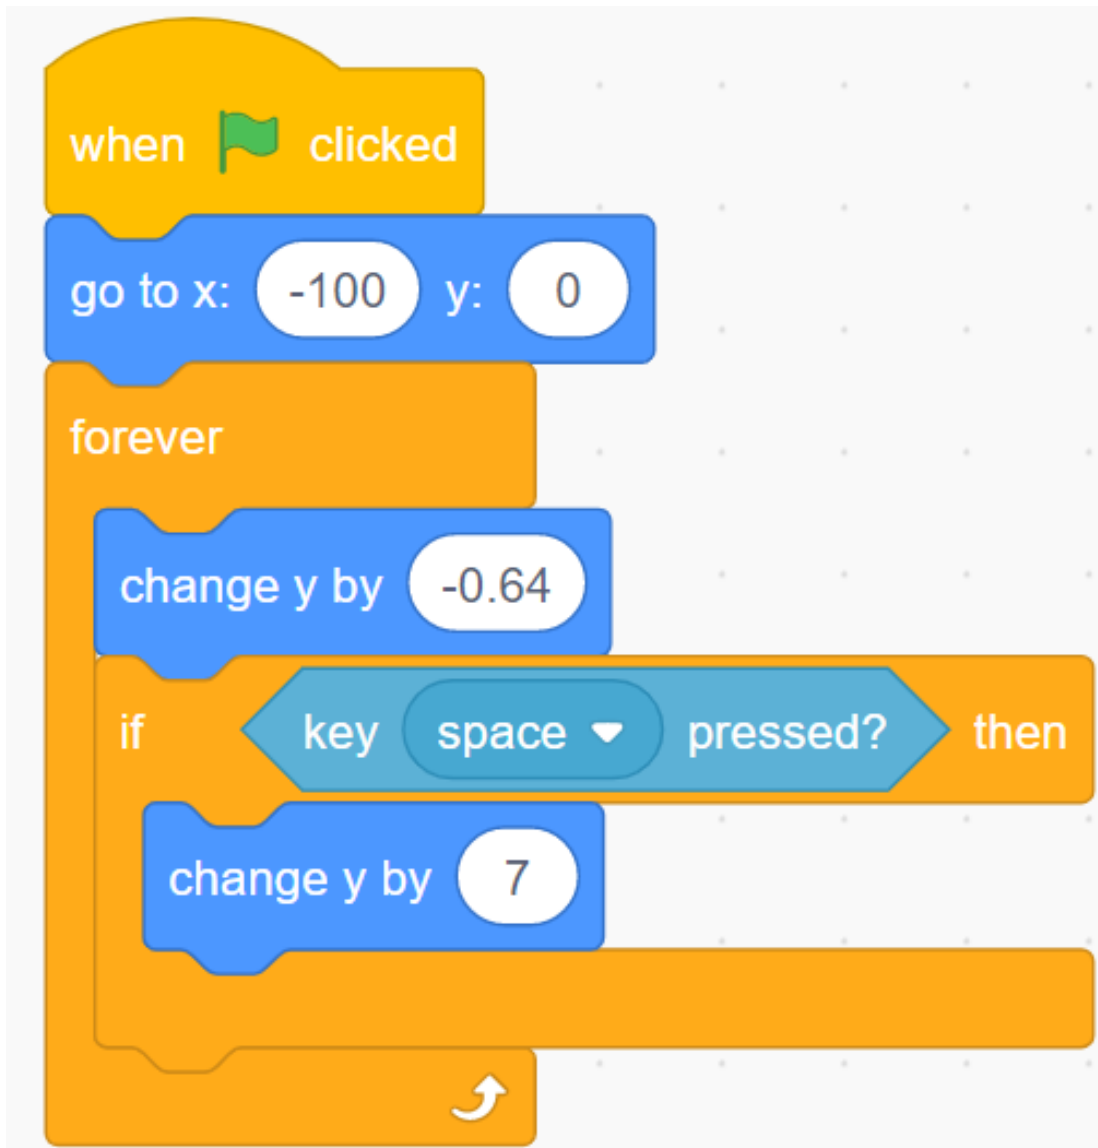 when clicked
go to x: -100 y: 0
forever
change y by -0.64
if key space pressed? then
change y by 7